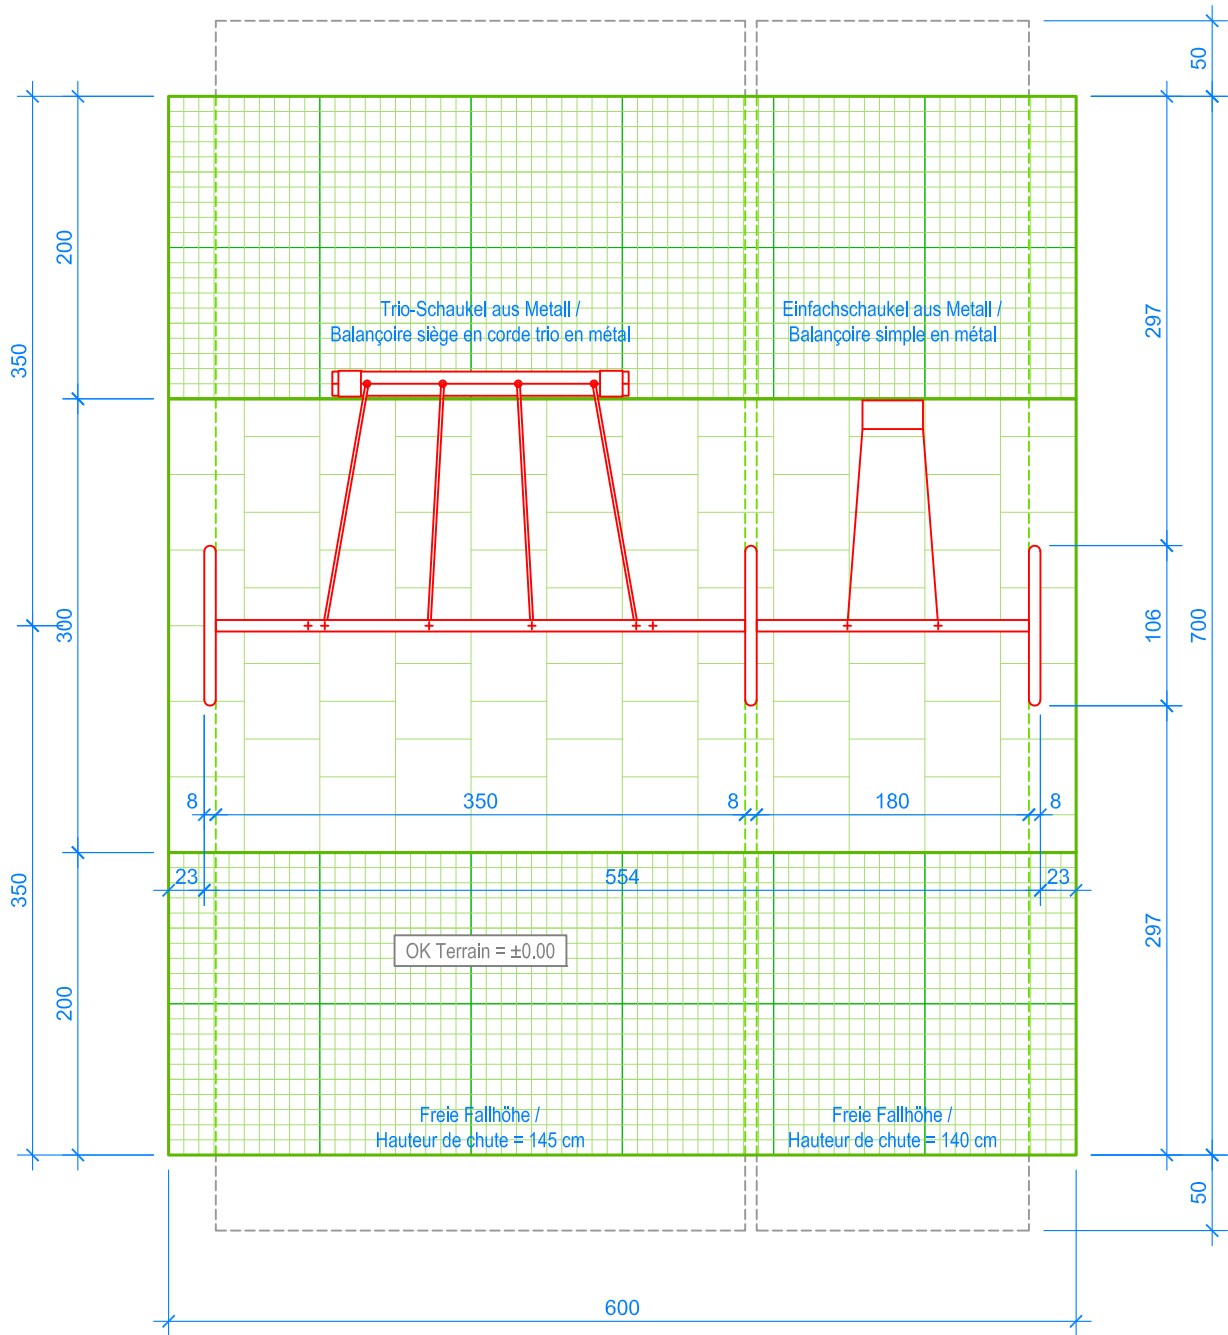 50
200
350
297
Trio-Schaukel aus Metall /
Balançoire siège en corde trio en métal
Einfachschaukel aus Metall /
Balançoire simple en métal
300
106
700
8
350
8
180
8
23
554
23
350
200
297
OK Terrain = ±0,00
Freie Fallhöhe /
Hauteur de chute = 145 cm
Freie Fallhöhe /
Hauteur de chute = 140 cm
50
600